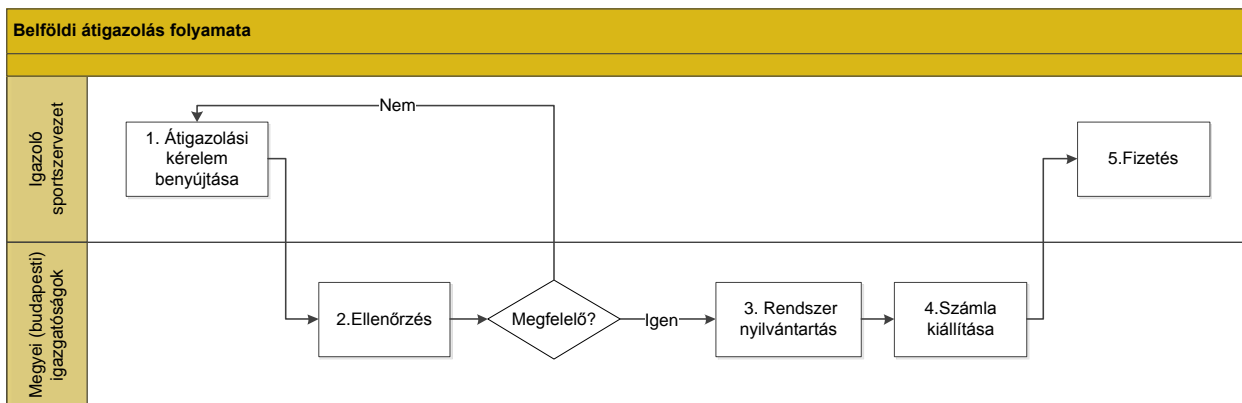 Belföldi átigazolás folyamata
Igazoló
sportszervezet
Nem
1. Átigazolási
kérelem
benyújtása
5.Fizetés
Megyei (budapesti)
igazgatóságok
2.Ellenőrzés
Megfelelő?
Igen
3. Rendszer
nyilvántartás
4.Számla
kiállítása